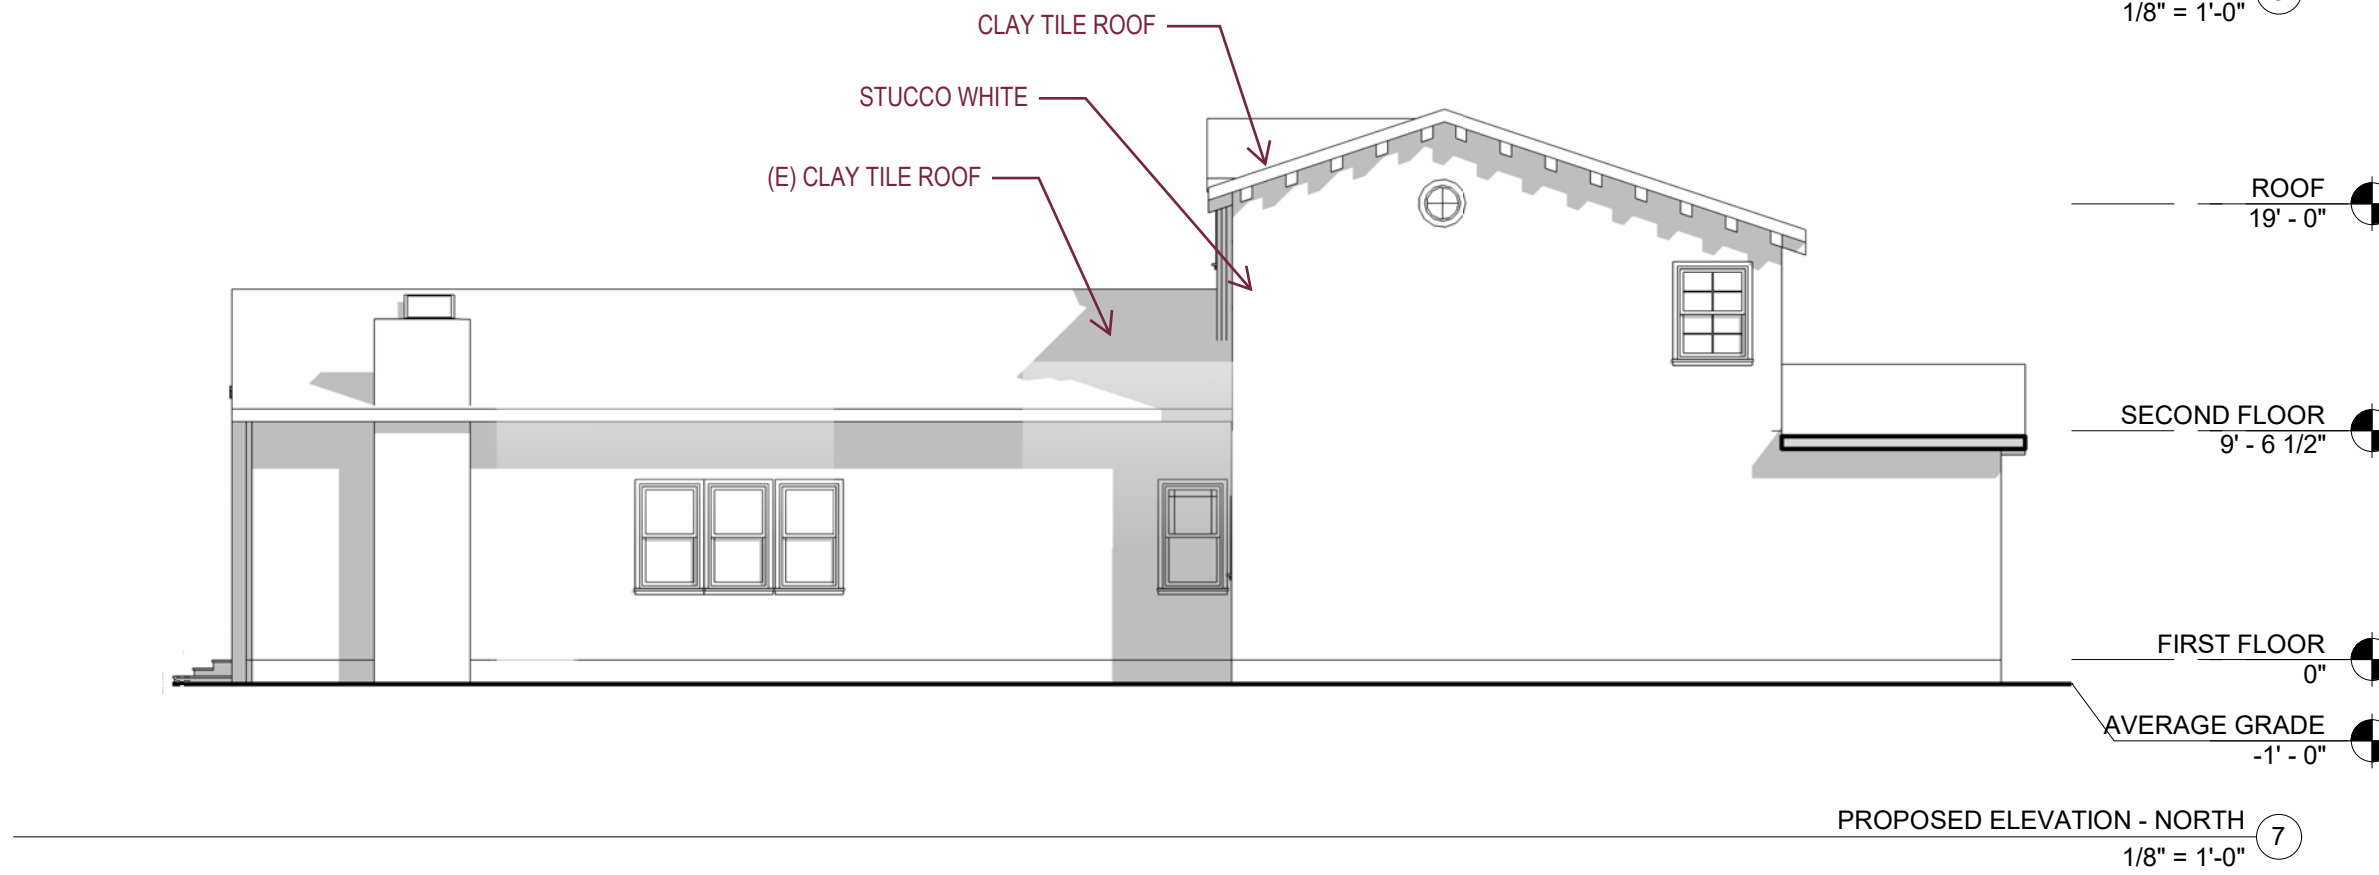 1/8" = 1'-0"
CLAY TILE ROOF
STUCCO WHITE
(E) CLAY TILE ROOF
ROOF
19' - 0"
SECOND FLOOR
9' - 6 1/2"
FIRST FLOOR
0"
AVERAGE GRADE
-1' - 0"
PROPOSED ELEVATION - NORTH
7
1/8" = 1'-0"